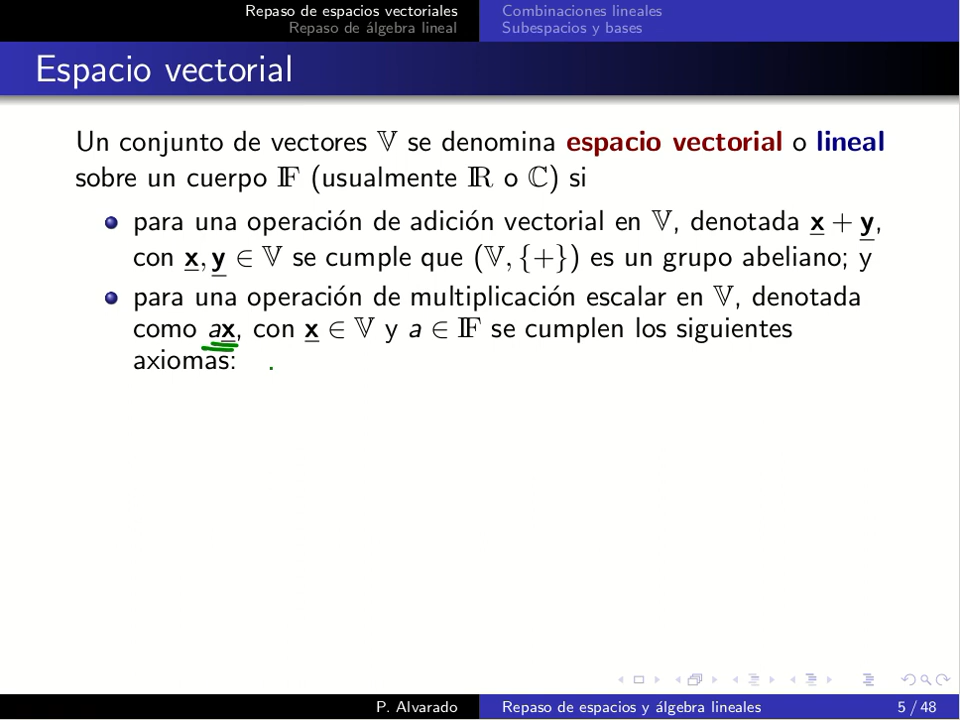 Repaso de espacios vectoriales
Repaso de álgebra lineal
Combinaciones lineales
Subespacios y bases
Espacio vectorial
Un conjunto de vectores 𝕍 se denomina espacio vectorial o lineal
sobre un cuerpo 𝔽 (usualmente ℝ o ℂ) si
para una operación de adición vectorial en 𝕍, denotada x + y,
con x, y ∈ 𝕍 se cumple que (𝕍, {+}) es un grupo abeliano; y
para una operación de multiplicación escalar en 𝕍, denotada
como ax, con x ∈ 𝕍 y a ∈ 𝔽 se cumplen los siguientes
axiomas:
P. Alvarado
Repaso de espacios y álgebra lineales
5 / 48